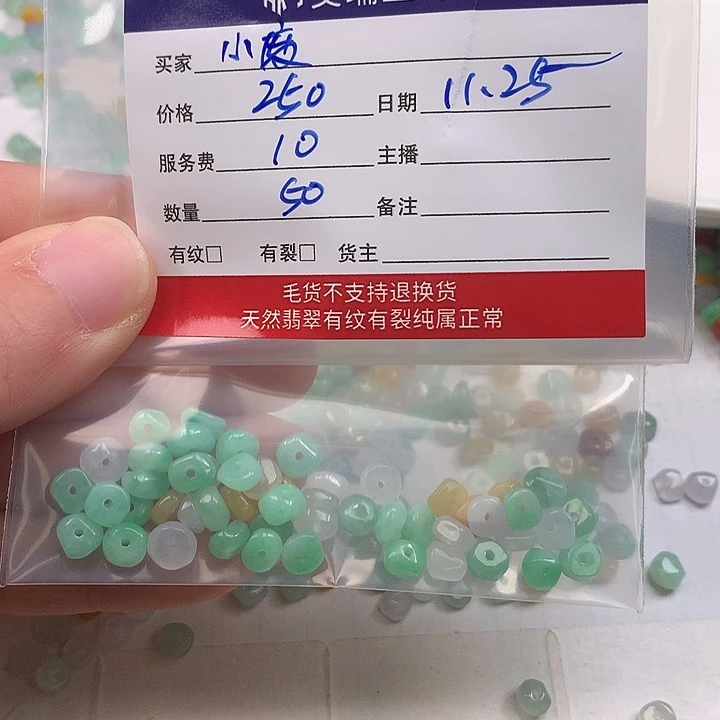 买家 小薇
价格 250 日期 11.25
服务费 10 主播
数量 50 备注
有纹□ 有裂□ 货主
毛货不支持退换货
天然翡翠有纹有裂纯属正常